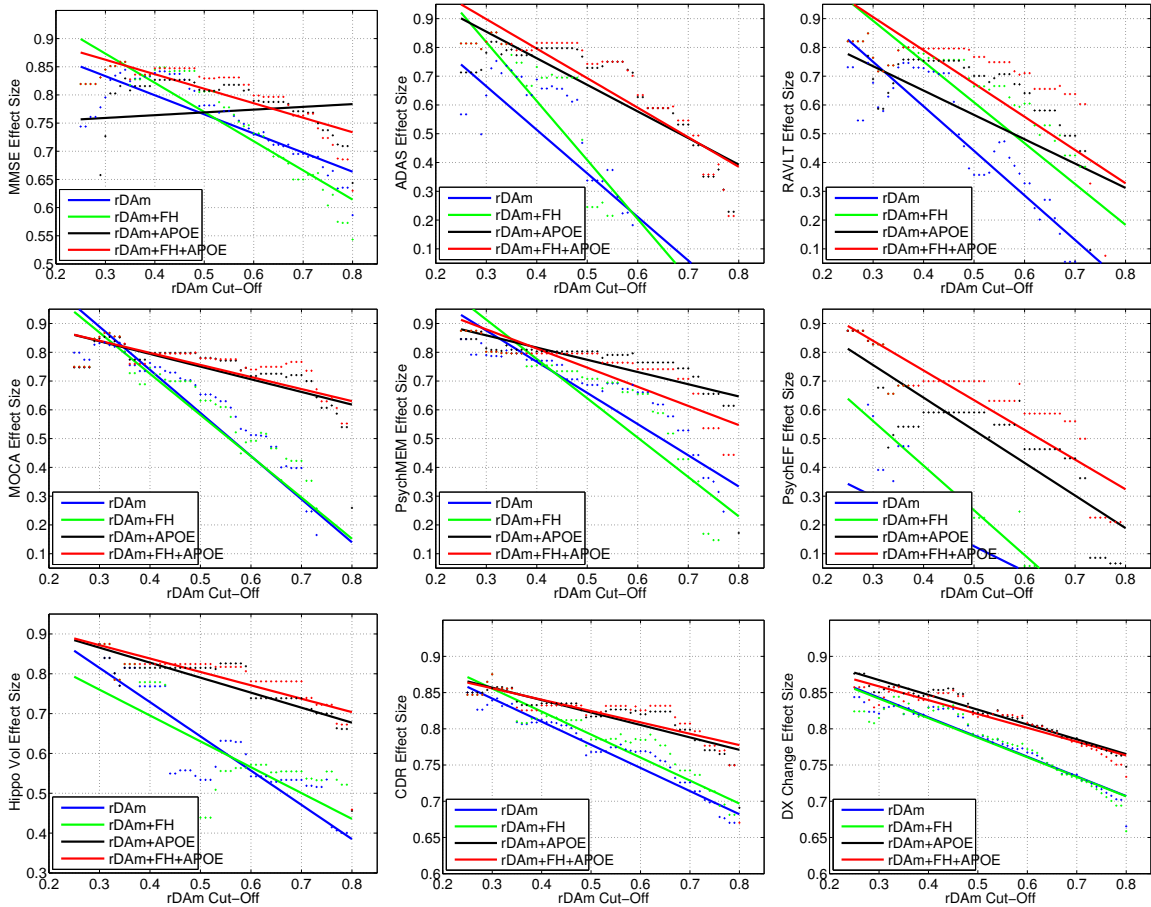 MMSE Effect Size
0.9
0.85
0.8
0.75
0.7
0.65
0.6
0.55
0.5
rDAm
rDAm+FH
rDAm+APOE
rDAm+FH+APOE
0.2 0.3 0.4 0.5 0.6 0.7 0.8
rDAm Cut-Off
ADAS Effect Size
0.9
0.8
0.7
0.6
0.5
0.4
0.3
0.2
0.1
rDAm
rDAm+FH
rDAm+APOE
rDAm+FH+APOE
0.2 0.3 0.4 0.5 0.6 0.7 0.8
rDAm Cut-Off
RAVLT Effect Size
0.9
0.8
0.7
0.6
0.5
0.4
0.3
0.2
0.1
rDAm
rDAm+FH
rDAm+APOE
rDAm+FH+APOE
0.2 0.3 0.4 0.5 0.6 0.7 0.8
rDAm Cut-Off
MOCA Effect Size
0.9
0.8
0.7
0.6
0.5
0.4
0.3
0.2
0.1
rDAm
rDAm+FH
rDAm+APOE
rDAm+FH+APOE
0.2 0.3 0.4 0.5 0.6 0.7 0.8
rDAm Cut-Off
PsychMEM Effect Size
0.9
0.8
0.7
0.6
0.5
0.4
0.3
0.2
0.1
rDAm
rDAm+FH
rDAm+APOE
rDAm+FH+APOE
0.2 0.3 0.4 0.5 0.6 0.7 0.8
rDAm Cut-Off
PsychEF Effect Size
0.9
0.8
0.7
0.6
0.5
0.4
0.3
0.2
0.1
rDAm
rDAm+FH
rDAm+APOE
rDAm+FH+APOE
0.2 0.3 0.4 0.5 0.6 0.7 0.8
rDAm Cut-Off
Hippo Vol Effect Size
0.9
0.8
0.7
0.6
0.5
0.4
0.3
rDAm
rDAm+FH
rDAm+APOE
rDAm+FH+APOE
0.2 0.3 0.4 0.5 0.6 0.7 0.8
rDAm Cut-Off
CDR Effect Size
0.95
0.9
0.85
0.8
0.75
0.7
0.65
0.6
rDAm
rDAm+FH
rDAm+APOE
rDAm+FH+APOE
0.2 0.3 0.4 0.5 0.6 0.7 0.8
rDAm Cut-Off
DX Change Effect Size
0.95
0.9
0.85
0.8
0.75
0.7
0.65
0.6
rDAm
rDAm+FH
rDAm+APOE
rDAm+FH+APOE
0.2 0.3 0.4 0.5 0.6 0.7 0.8
rDAm Cut-Off